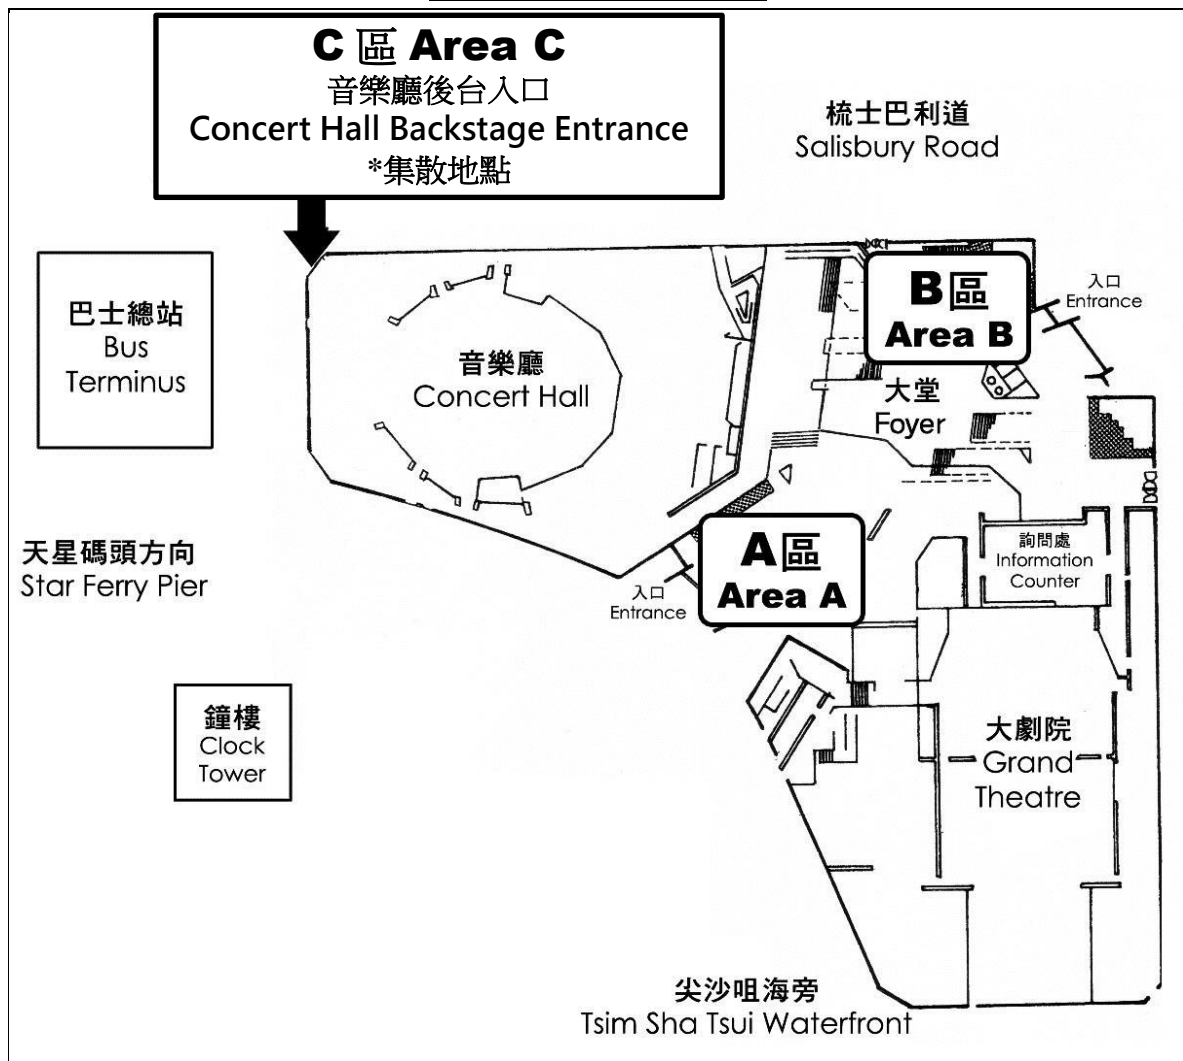 C 區 Area C
音樂廳後台入口
Concert Hall Backstage Entrance
*集散地點
梳士巴利道
Salisbury Road
巴士總站
Bus
Terminus
B區
Area B
入口
Entrance
音樂廳
Concert Hall
大堂
Foyer
天星碼頭方向
Star Ferry Pier
A區
Area A
入口
Entrance
詢問處
Information
Counter
鐘樓
Clock
Tower
大劇院
Grand
Theatre
尖沙咀海旁
Tsim Sha Tsui Waterfront